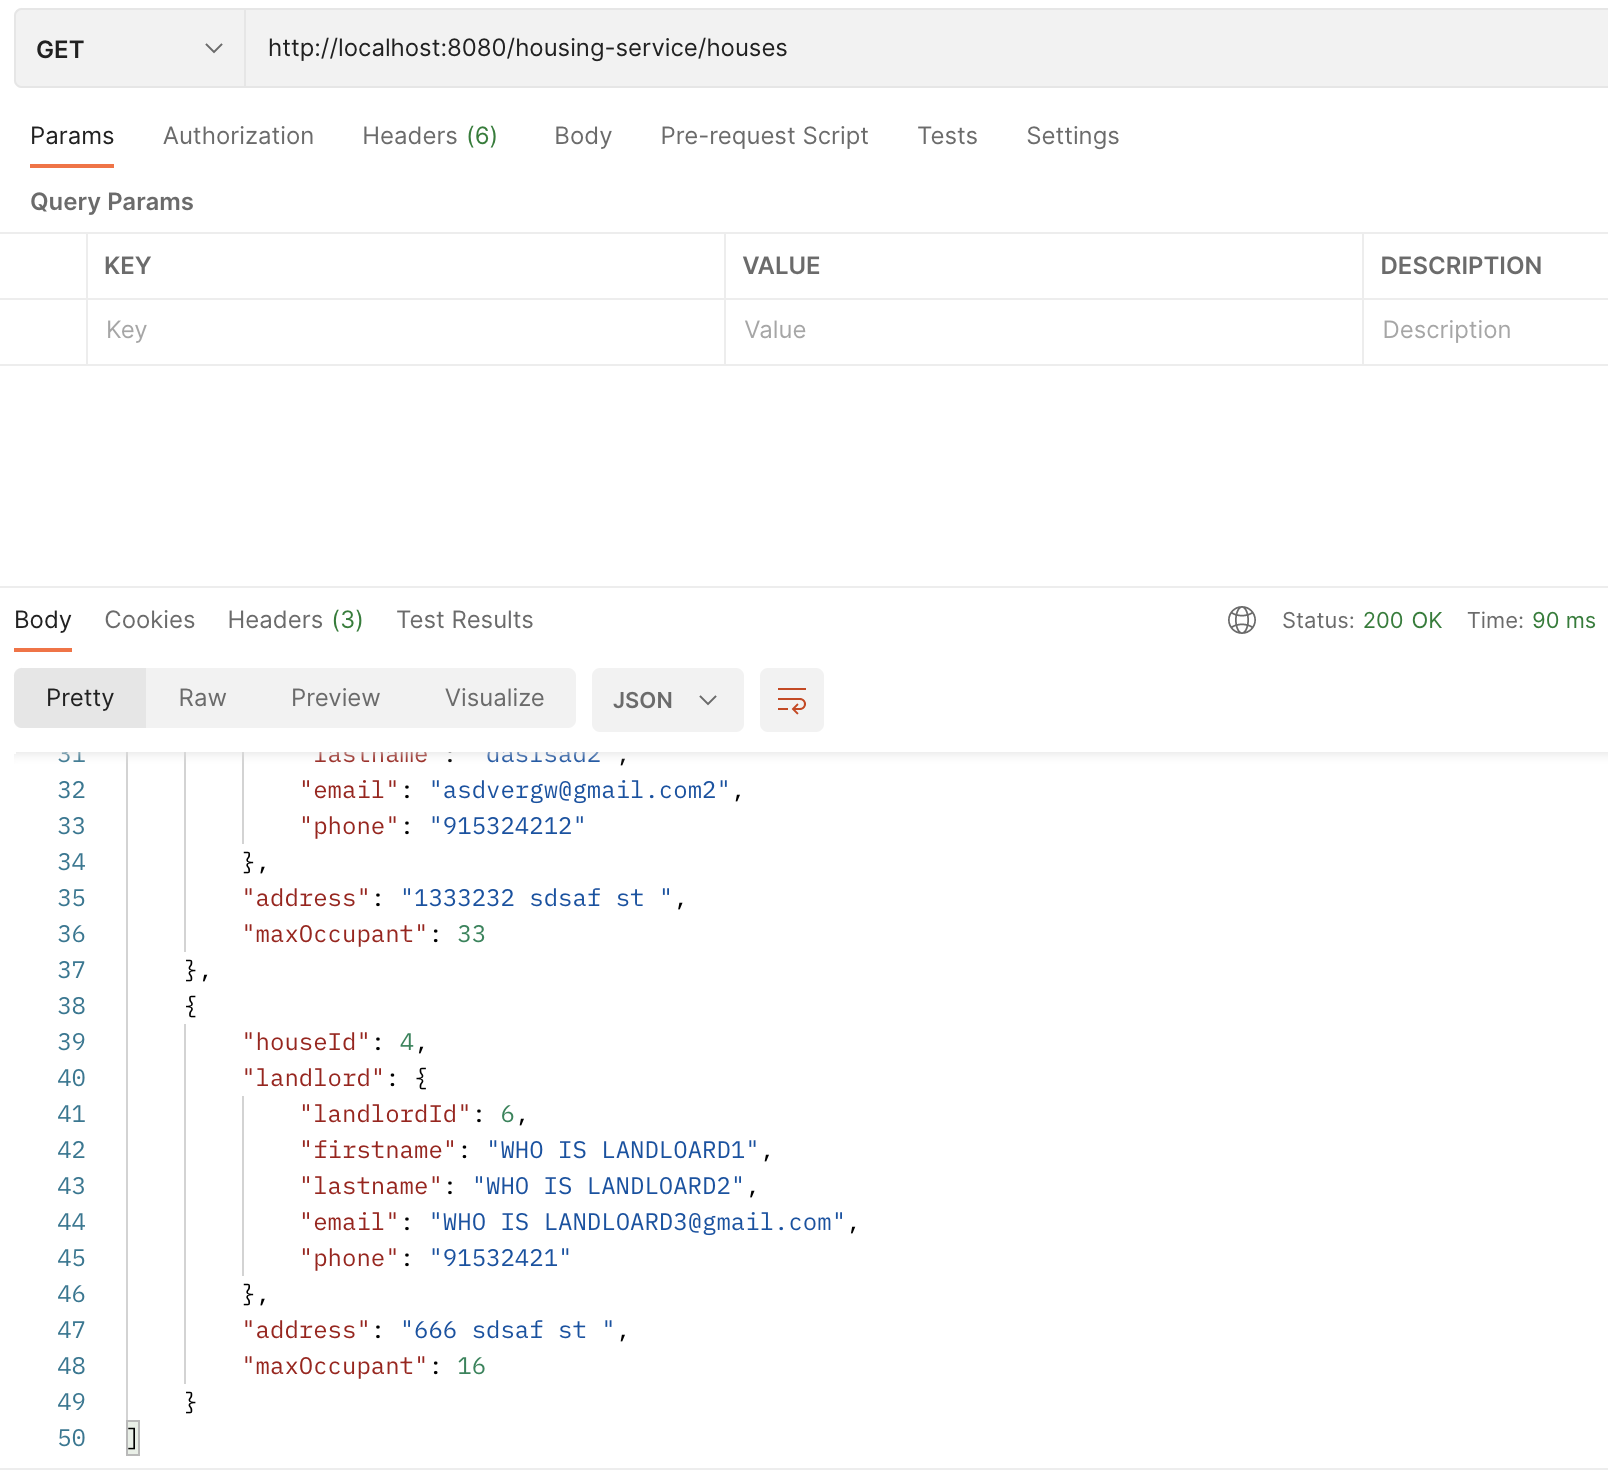 GET http://localhost:8080/housing-service/houses
Params Authorization Headers (6) Body Pre-request Script Tests Settings
Query Params
KEY VALUE DESCRIPTION
Key Value Description
Body Cookies Headers (3) Test Results Status: 200 OK Time: 90 ms
Pretty Raw Preview Visualize JSON
31 "lastname": "dasfsad2",
32 "email": "asdvergw@gmail.com2",
33 "phone": "915324212"
34 },
35 "address": "1333232 sdsaf st ",
36 "maxOccupant": 33
37 },
38 {
39 "houseId": 4,
40 "landlord": {
41 "landlordId": 6,
42 "firstname": "WHO IS LANDLOARD1",
43 "lastname": "WHO IS LANDLOARD2",
44 "email": "WHO IS LANDLOARD3@gmail.com",
45 "phone": "91532421"
46 },
47 "address": "666 sdsaf st ",
48 "maxOccupant": 16
49 }
50 ]